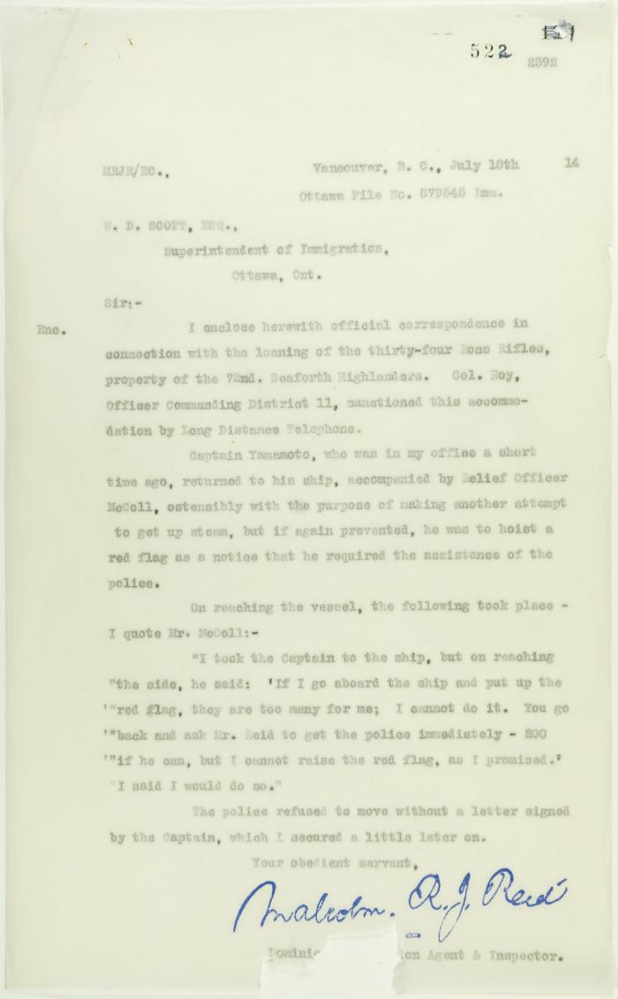 522
2392
MRJR/EC., Vancouver, B. C., July 18th 14
Ottawa File No. 879545 Imm.
W. D. SCOTT, ESQ.,
Superintendent of Immigration,
Ottawa, Ont.
Sir:-
Enc. I enclose herewith official correspondence in
connection with the loaning of the thirty-four Ross Rifles,
property of the 72nd. Seaforth Highlanders. Col. Roy,
Officer Commanding District 11, sanctioned this accommo-
dation by Long Distance Telephone.
Captain Yamamoto, who was in my office a short
time ago, returned to his ship, accompanied by Relief Officer
McColl, ostensibly with the purpose of making another attempt
to get up steam, but if again prevented, he was to hoist a
red flag as a notice that he required the assistance of the
police.
On reaching the vessel, the following took place -
I quote Mr. McColl:-
"I took the Captain to the ship, but on reaching
"the side, he said: 'If I go aboard the ship and put up the
'"red flag, they are too many for me; I cannot do it. You go
'"back and ask Mr. Reid to get the police immediately - 200
'"if he can, but I cannot raise the red flag, as I promised.'
"I said I would do so."
The police refused to move without a letter signed
by the Captain, which I secured a little later on.
Your obedient servant,
Malcolm. R. J. Reid
Dominic ion Agent & Inspector.